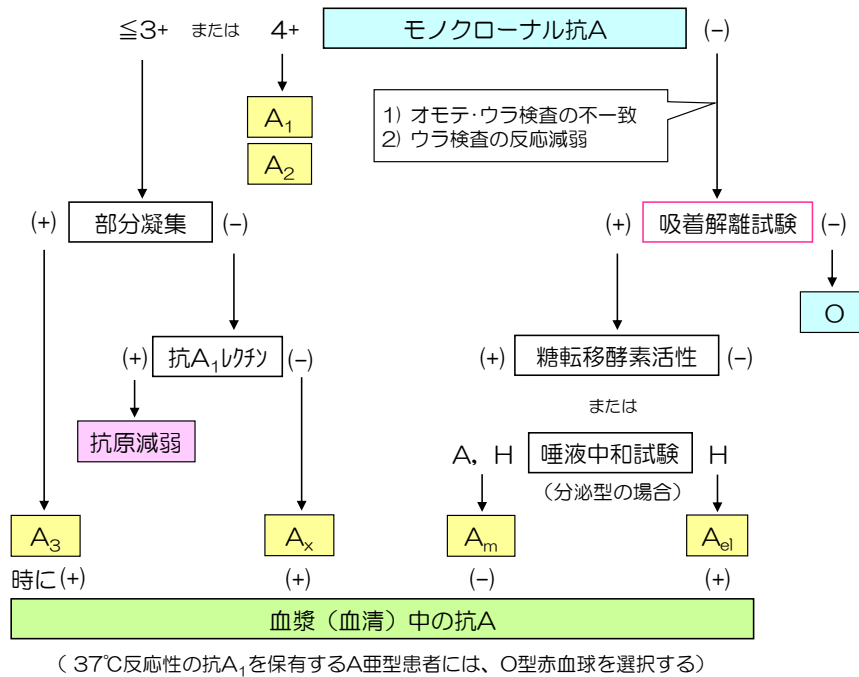 ≦3+ または 4+ モノクローナル抗A (−)
1) オモテ・ウラ検査の不一致
2) ウラ検査の反応減弱
A₁
A₂
(+) 部分凝集 (−)
(+) 吸着解離試験 (−)
O
(+) 抗A₁ﾚｸﾁﾝ (−)
(+) 糖転移酵素活性 (−)
または
抗原減弱
A, H 唾液中和試験 H
(分泌型の場合)
A₃ Aₓ Aₘ Aₑₗ
時に(+) (+) (−) (+)
血漿(血清)中の抗A
( 37℃反応性の抗A₁を保有するA亜型患者には、O型赤血球を選択する)